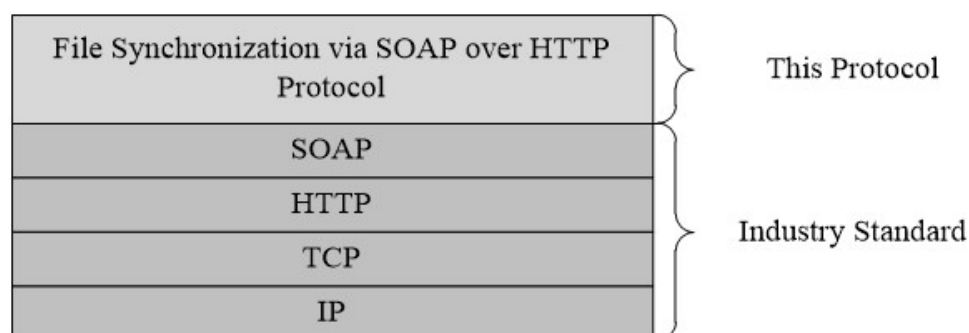 File Synchronization via SOAP over HTTP
Protocol
This Protocol
SOAP
HTTP
TCP
IP
Industry Standard